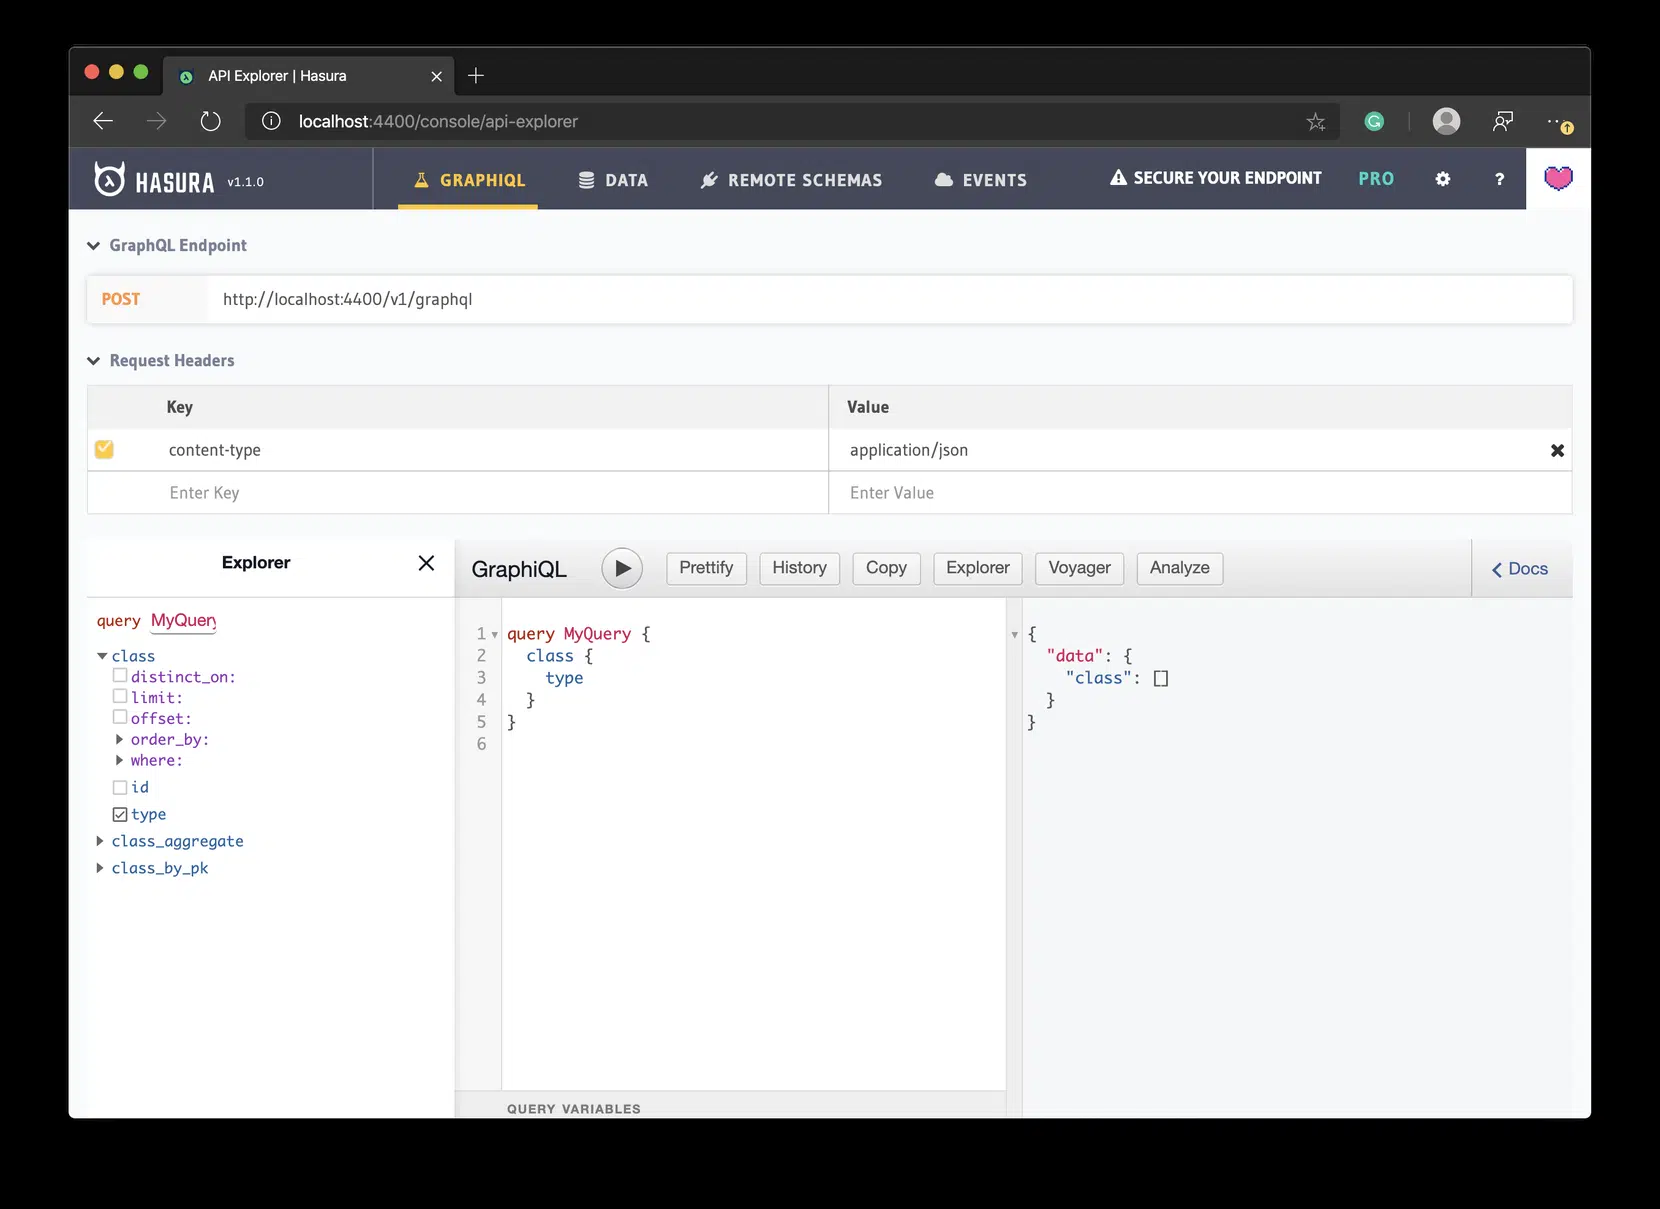 API Explorer | Hasura
localhost:4400/console/api-explorer
HASURA v1.1.0 GRAPHIQL DATA REMOTE SCHEMAS EVENTS SECURE YOUR ENDPOINT PRO ?
GraphQL Endpoint
POST http://localhost:4400/v1/graphql
Request Headers
Key Value
content-type application/json
Enter Key Enter Value
Explorer
GraphiQL Prettify History Copy Explorer Voyager Analyze Docs
query MyQuery
class
distinct_on:
limit:
offset:
order_by:
where:
id
type
class_aggregate
class_by_pk
1 query MyQuery {
2 class {
3 type
4 }
5 }
6
{
"data": {
"class": []
}
}
QUERY VARIABLES